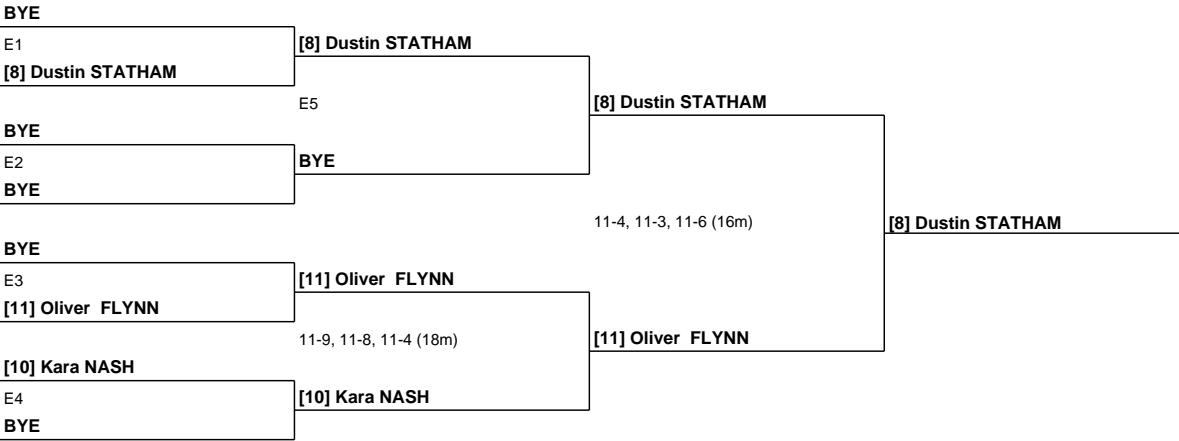 BYE
E1
[8] Dustin STATHAM
[8] Dustin STATHAM
E5
[8] Dustin STATHAM
BYE
E2
BYE
BYE
11-4, 11-3, 11-6 (16m)
[8] Dustin STATHAM
BYE
E3
[11] Oliver  FLYNN
[11] Oliver  FLYNN
11-9, 11-8, 11-4 (18m)
[11] Oliver  FLYNN
[10] Kara NASH
E4
[10] Kara NASH
BYE